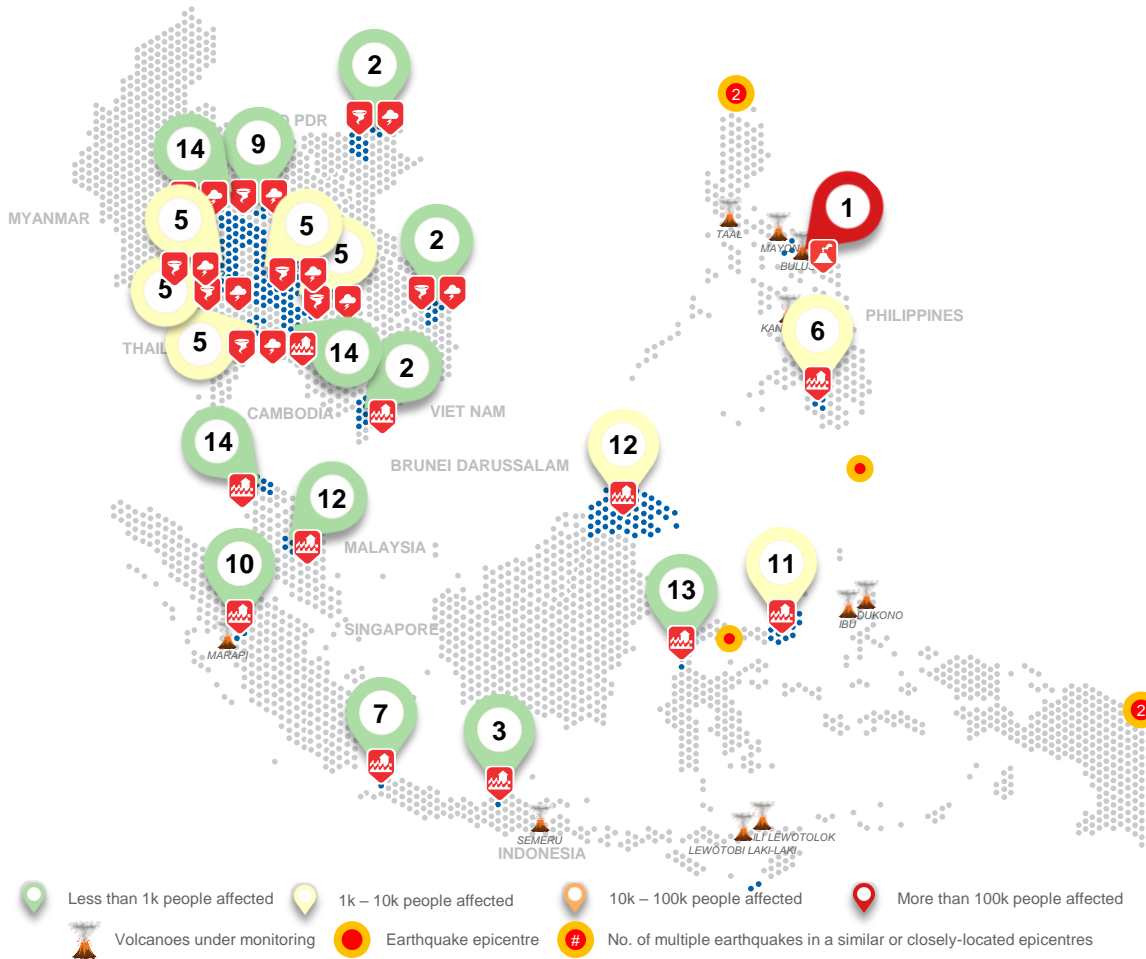 2
2
O PDR
9
14
MYANMAR
5
5
5
2
1
TAAL
MAYON
BULUS
5
5
14
2
THAIL
KAN
6
PHILIPPINES
CAMBODIA
VIET NAM
14
12
BRUNEI DARUSSALAM
12
MALAYSIA
10
13
11
IBU
DUKONO
SINGAPORE
MARAPI
7
3
2
SEMERU
ILI LEWOTOLOK
LEWOTOBI LAKI-LAKI
INDONESIA
Less than 1k people affected
1k – 10k people affected
10k – 100k people affected
More than 100k people affected
Volcanoes under monitoring
Earthquake epicentre
# No. of multiple earthquakes in a similar or closely-located epicentres